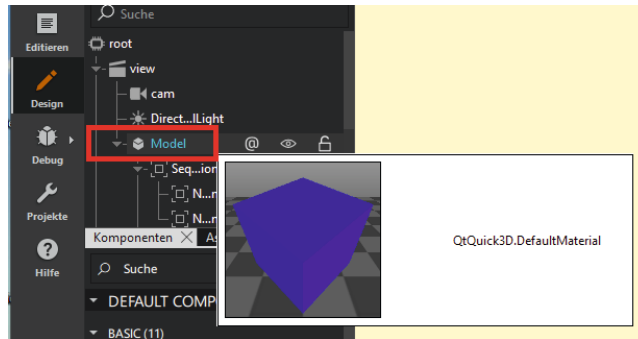 Suche
Editieren
root
view
cam
Design
Direct...lLight
Model
@
Debug
Seq...ion
N...n
Projekte
N...n
Komponenten
As
Hilfe
Suche
DEFAULT COMP
BASIC (11)
QtQuick3D.DefaultMaterial